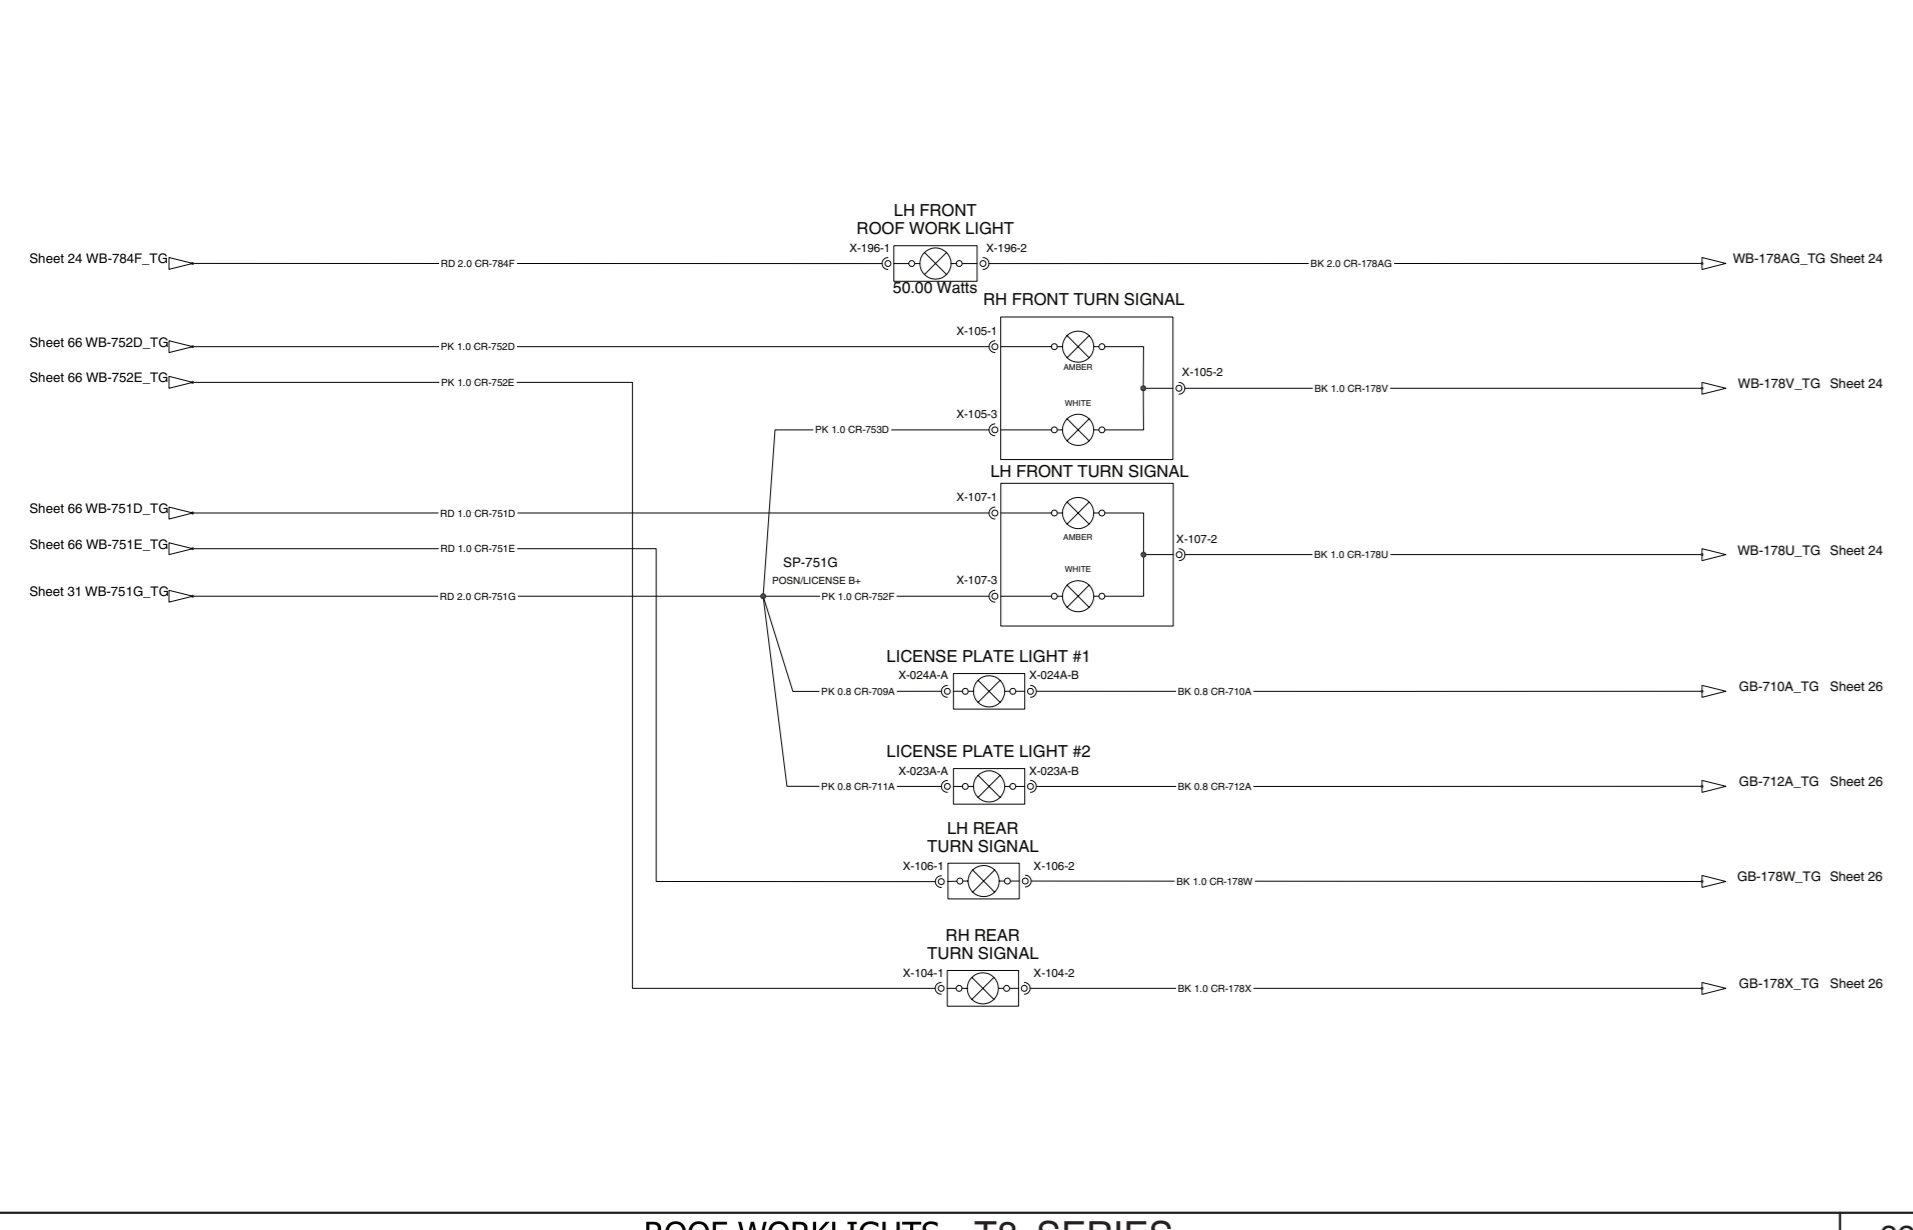 LH FRONT
ROOF WORK LIGHT
X-196-1 X-196-2
Sheet 24 WB-784F_TG RD 2.0 CR-784F BK 2.0 CR-178AG WB-178AG_TG Sheet 24
50.00 Watts
RH FRONT TURN SIGNAL
X-105-1
Sheet 66 WB-752D_TG PK 1.0 CR-752D
AMBER
X-105-2
Sheet 66 WB-752E_TG PK 1.0 CR-752E BK 1.0 CR-178V WB-178V_TG Sheet 24
WHITE
X-105-3
PK 1.0 CR-753D
LH FRONT TURN SIGNAL
X-107-1
Sheet 66 WB-751D_TG RD 1.0 CR-751D
AMBER
X-107-2
Sheet 66 WB-751E_TG RD 1.0 CR-751E BK 1.0 CR-178U WB-178U_TG Sheet 24
SP-751G
WHITE
POSN/LICENSE B+ X-107-3
Sheet 31 WB-751G_TG RD 2.0 CR-751G PK 1.0 CR-752F
LICENSE PLATE LIGHT #1
X-024A-A X-024A-B
PK 0.8 CR-709A BK 0.8 CR-710A GB-710A_TG Sheet 26
LICENSE PLATE LIGHT #2
X-023A-A X-023A-B
PK 0.8 CR-711A BK 0.8 CR-712A GB-712A_TG Sheet 26
LH REAR
TURN SIGNAL
X-106-1 X-106-2
BK 1.0 CR-178W GB-178W_TG Sheet 26
RH REAR
TURN SIGNAL
X-104-1 X-104-2
BK 1.0 CR-178X GB-178X_TG Sheet 26
ROOF WORKLIGHTS T8 SERIES